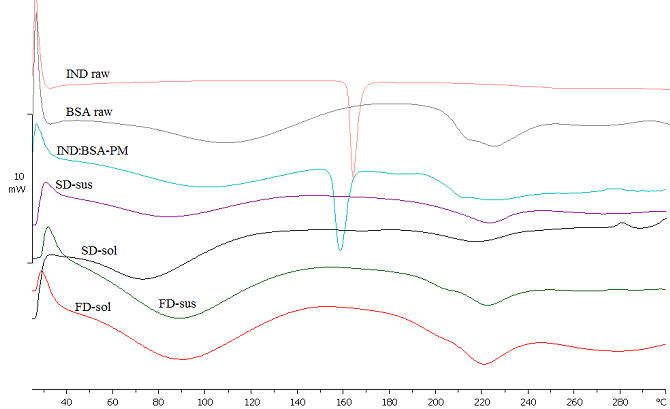 IND raw
BSA raw
IND:BSA-PM
10
mW
SD-sus
SD-sol
FD-sol
FD-sus
40 60 80 100 120 140 160 180 200 220 240 260 280 °C